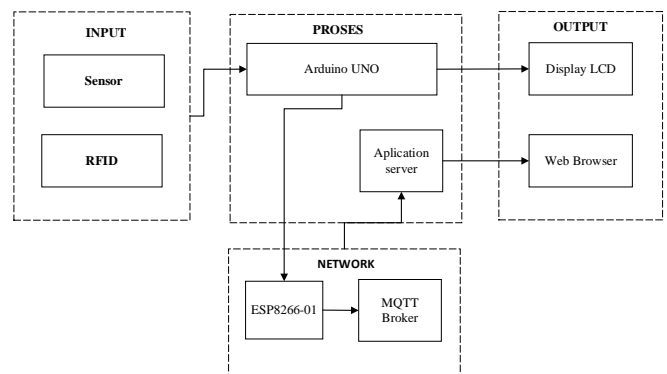 INPUT
Sensor
RFID
PROSES
Arduino UNO
Aplication
server
OUTPUT
Display LCD
Web Browser
NETWORK
ESP8266-01
MQTT
Broker